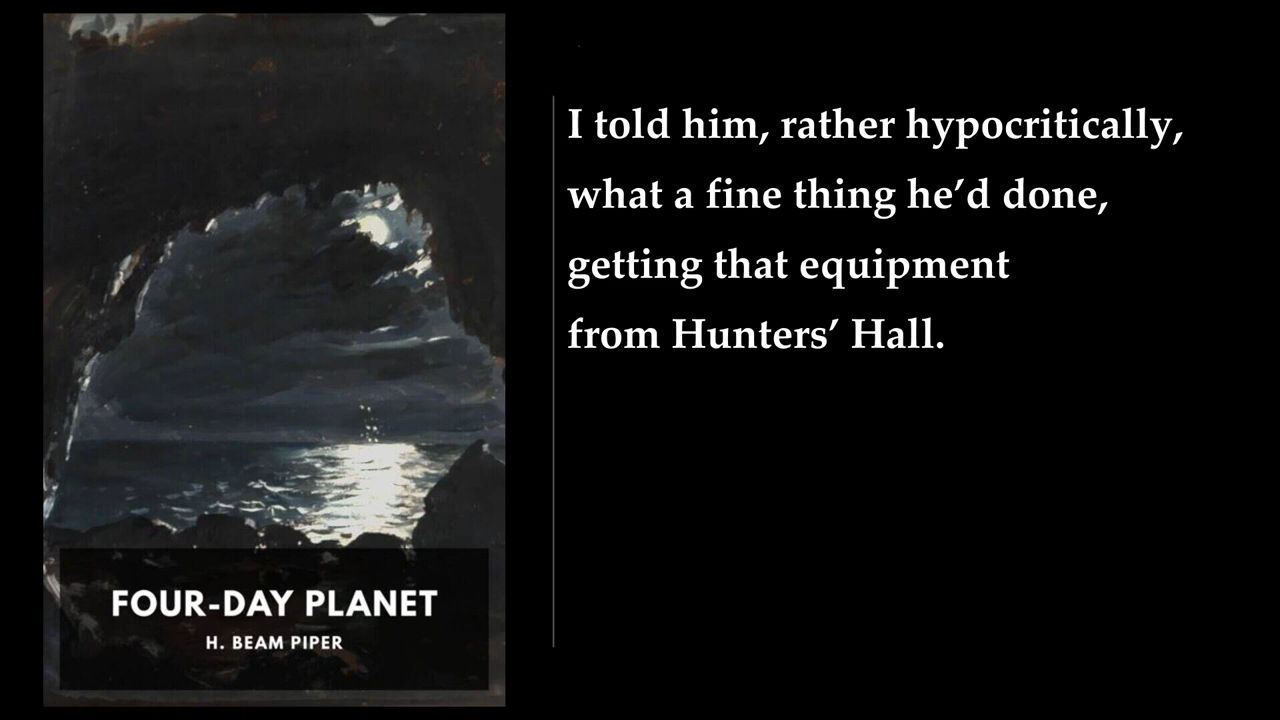 I told him, rather hypocritically,
what a fine thing he’d done,
getting that equipment
from Hunters’ Hall.
FOUR-DAY PLANET
H. BEAM PIPER